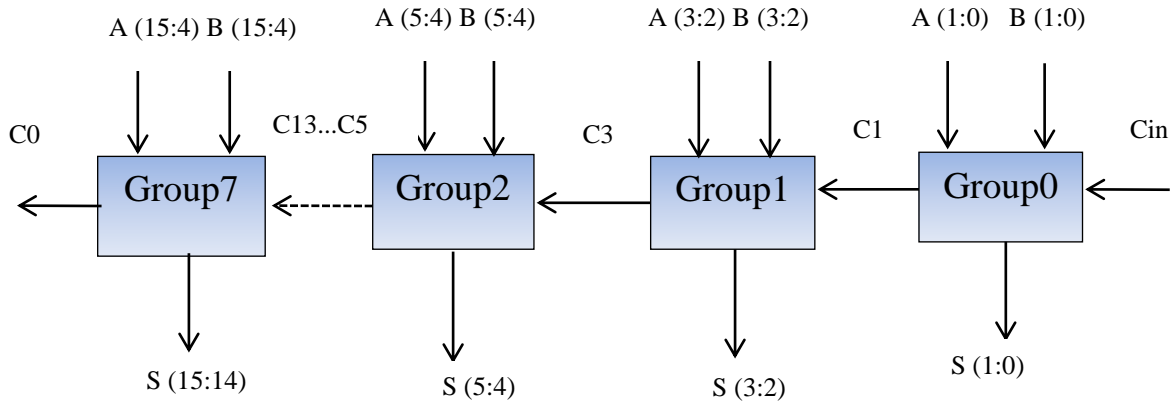 A (15:4) B (15:4)
A (5:4) B (5:4)
A (3:2) B (3:2)
A (1:0) B (1:0)
C0
C13...C5
C3
C1
Cin
Group7
Group2
Group1
Group0
S (15:14)
S (5:4)
S (3:2)
S (1:0)